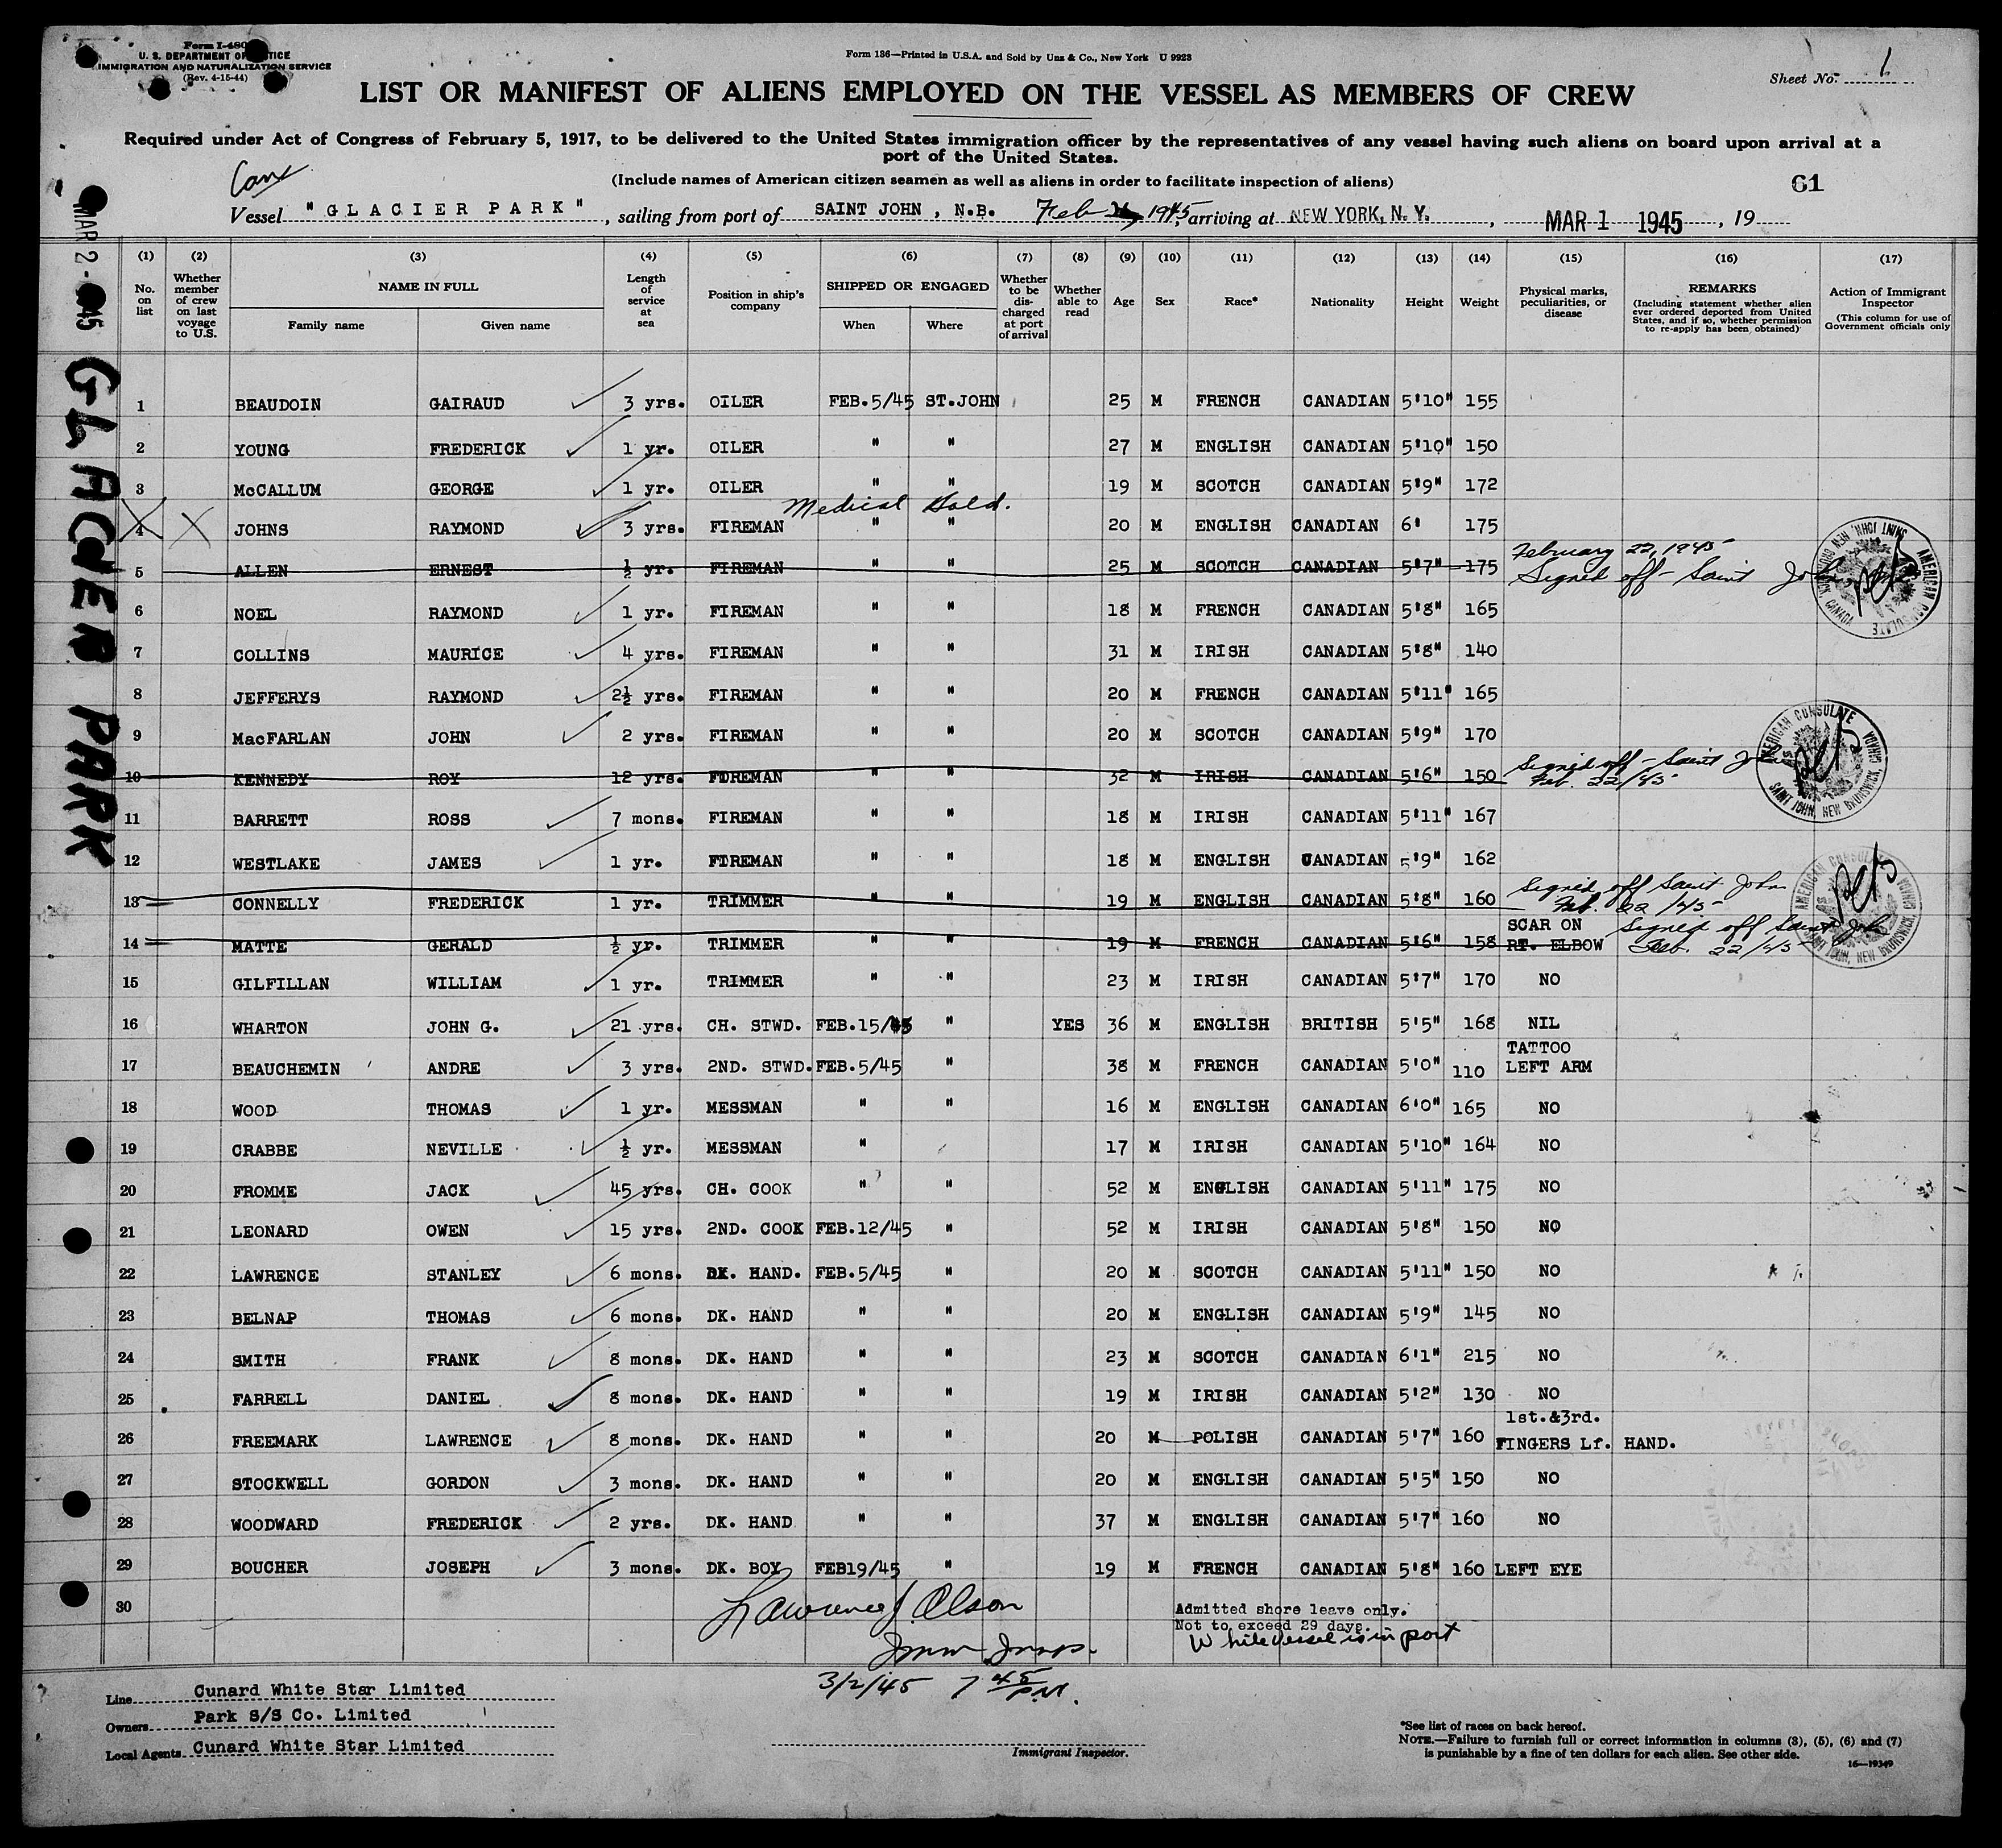 Form I-480
U. S. DEPARTMENT OF JUSTICE
IMMIGRATION AND NATURALIZATION SERVICE
(Rev. 4-15-44)
Form 136—Printed in U.S.A. and Sold by Unz & Co., New York U 9923
Sheet No. 1
LIST OR MANIFEST OF ALIENS EMPLOYED ON THE VESSEL AS MEMBERS OF CREW
Required under Act of Congress of February 5, 1917, to be delivered to the United States immigration officer by the representatives of any vessel having such aliens on board upon arrival at a
port of the United States.
(Include names of American citizen seamen as well as aliens in order to facilitate inspection of aliens)
61
Vessel "GLACIER PARK", sailing from port of SAINT JOHN, N.B. Feb 1945, arriving at NEW YORK, N. Y., MAR 1 1945, 19
MAR 2 - 1945
GLACIER PARK
(1) No. on list
(2) Whether member of crew on last voyage to U.S.
(3) NAME IN FULL Family name Given name
(4) Length of service at sea
(5) Position in ship's company
(6) SHIPPED OR ENGAGED When Where
(7) Whether to be discharged at port of arrival
(8) Whether able to read
(9) Age
(10) Sex
(11) Race*
(12) Nationality
(13) Height
(14) Weight
(15) Physical marks, peculiarities, or disease
(16) REMARKS (Including statement whether alien ever ordered deported from United States, and if so, whether permission to re-apply has been obtained)
(17) Action of Immigrant Inspector (This column for use of Government officials only
1 BEAUDOIN GAIRAUD 3 yrs. OILER FEB.5/45 ST.JOHN 25 M FRENCH CANADIAN 5'10" 155
2 YOUNG FREDERICK 1 yr. OILER " " 27 M ENGLISH CANADIAN 5'10" 150
3 McCALLUM GEORGE 1 yr. OILER " " 19 M SCOTCH CANADIAN 5'9" 172
Medical Hold.
4 X JOHNS RAYMOND 3 yrs. FIREMAN " " 20 M ENGLISH CANADIAN 6' 175
5 ALLEN ERNEST ½ yr. FIREMAN " " 25 M SCOTCH CANADIAN 5'7" 175 February 22, 1945 Signed off - Saint John
6 NOEL RAYMOND 1 yr. FIREMAN " " 18 M FRENCH CANADIAN 5'8" 165
7 COLLINS MAURICE 4 yrs. FIREMAN " " 31 M IRISH CANADIAN 5'8" 140
8 JEFFERYS RAYMOND 2½ yrs. FIREMAN " " 20 M FRENCH CANADIAN 5'11" 165
9 MacFARLAN JOHN 2 yrs. FIREMAN " " 20 M SCOTCH CANADIAN 5'9" 170
10 KENNEDY ROY 12 yrs. FIREMAN " " 32 M IRISH CANADIAN 5'6" 150 Signed off - Saint John Feb. 22/45
11 BARRETT ROSS 7 mons. FIREMAN " " 18 M IRISH CANADIAN 5'11" 167
12 WESTLAKE JAMES 1 yr. FIREMAN " " 18 M ENGLISH CANADIAN 5'9" 162
13 CONNELLY FREDERICK 1 yr. TRIMMER " " 19 M ENGLISH CANADIAN 5'8" 160 Signed off Saint John Feb. 22/45
14 MATTE GERALD ½ yr. TRIMMER " " 19 M FRENCH CANADIAN 5'6" 158 SCAR ON RT. ELBOW Signed off Saint John Feb. 22/45
15 GILFILLAN WILLIAM 1 yr. TRIMMER " " 23 M IRISH CANADIAN 5'7" 170 NO
16 WHARTON JOHN G. 21 yrs. CH. STWD. FEB.15/45 " YES 36 M ENGLISH BRITISH 5'5" 168 NIL
17 BEAUCHEMIN ANDRE 3 yrs. 2ND. STWD. FEB.5/45 " 38 M FRENCH CANADIAN 5'0" 110 TATTOO LEFT ARM
18 WOOD THOMAS 1 yr. MESSMAN " " 16 M ENGLISH CANADIAN 6'0" 165 NO
19 CRABBE NEVILLE ½ yr. MESSMAN " 17 M IRISH CANADIAN 5'10" 164 NO
20 FROMME JACK 45 yrs. CH. COOK " " 52 M ENGLISH CANADIAN 5'11" 175 NO
21 LEONARD OWEN 15 yrs. 2ND. COOK FEB.12/45 " 52 M IRISH CANADIAN 5'8" 150 NO
22 LAWRENCE STANLEY 6 mons. DK. HAND. FEB.5/45 " 20 M SCOTCH CANADIAN 5'11" 150 NO
23 BELNAP THOMAS 6 mons. DK. HAND " " 20 M ENGLISH CANADIAN 5'9" 145 NO
24 SMITH FRANK 8 mons. DK. HAND " " 23 M SCOTCH CANADIAN 6'1" 215 NO
25 FARRELL DANIEL 8 mons. DK. HAND " " 19 M IRISH CANADIAN 5'2" 130 NO
26 FREEMARK LAWRENCE 8 mons. DK. HAND " " 20 M POLISH CANADIAN 5'7" 160 1st.&3rd. FINGERS Lf. HAND.
27 STOCKWELL GORDON 3 mons. DK. HAND " " 20 M ENGLISH CANADIAN 5'5" 150 NO
28 WOODWARD FREDERICK 2 yrs. DK. HAND " " 37 M ENGLISH CANADIAN 5'7" 160 NO
29 BOUCHER JOSEPH 3 mons. DK. BOY FEB19/45 " 19 M FRENCH CANADIAN 5'8" 160 LEFT EYE
30
AMERICAN CONSULATE SAINT JOHN, NEW BRUNSWICK, CANADA
AMERICAN CONSULATE SAINT JOHN, NEW BRUNSWICK, CANADA
AMERICAN CONSULATE SAINT JOHN, NEW BRUNSWICK, CANADA
Lawrence J Olson
Imm Insp.
3/2/45 7 45 PM.
Admitted shore leave only.
Not to exceed 29 days.
While vessel is in port
Line Cunard White Star Limited
Owners Park S/S Co. Limited
Local Agents Cunard White Star Limited
Immigrant Inspector.
*See list of races on back hereof.
NOTE.—Failure to furnish full or correct information in columns (3), (5), (6) and (7)
is punishable by a fine of ten dollars for each alien. See other side.
16—19349